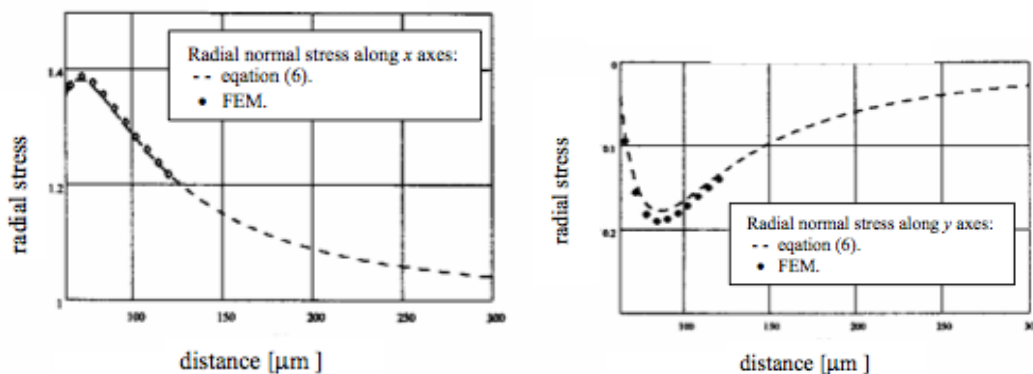 Radial normal stress along x axes:
-- eqation (6).
• FEM.
1.4
1.2
1
100
150
200
250
300
radial stress
distance [μm ]
Radial normal stress along y axes:
-- eqation (6).
• FEM.
0
0.1
0.2
100
150
200
250
300
radial stress
distance [μm ]